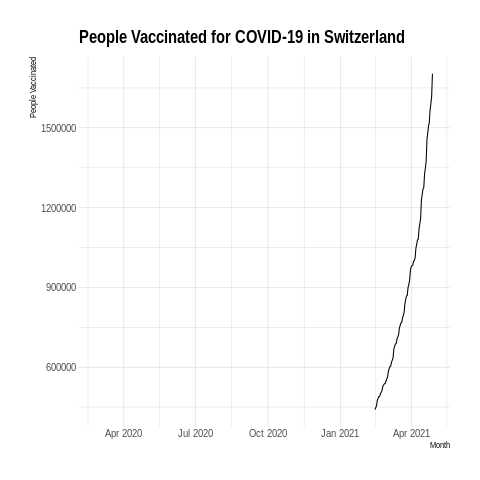 People Vaccinated for COVID-19 in Switzerland
People Vaccinated
1500000
1200000
900000
600000
Apr 2020 Jul 2020 Oct 2020 Jan 2021 Apr 2021
Month